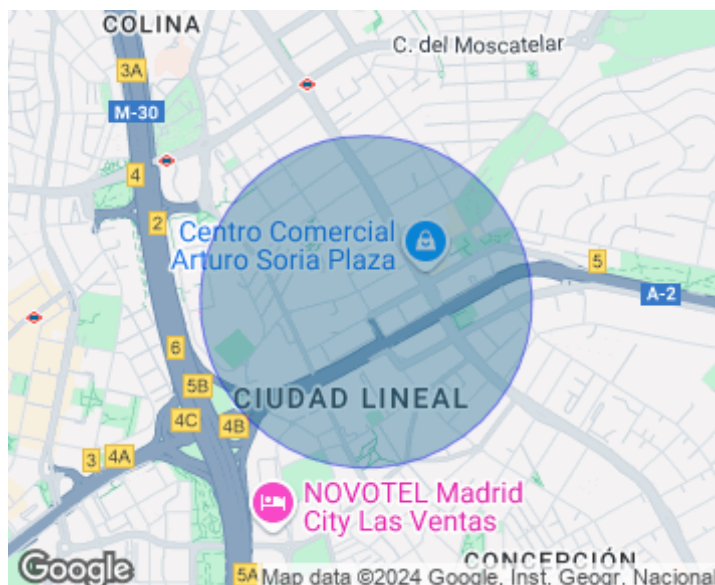 COLINA
C. del Moscatelar
3A
M-30
4
2
Centro Comercial
Arturo Soria Plaza
5
A-2
6
5B
CIUDAD LINEAL
4C
4B
3
4A
NOVOTEL Madrid
City Las Ventas
CONCEPCIÓN
Google
5A
Map data ©2024 Google, Inst. Geogr. Nacional